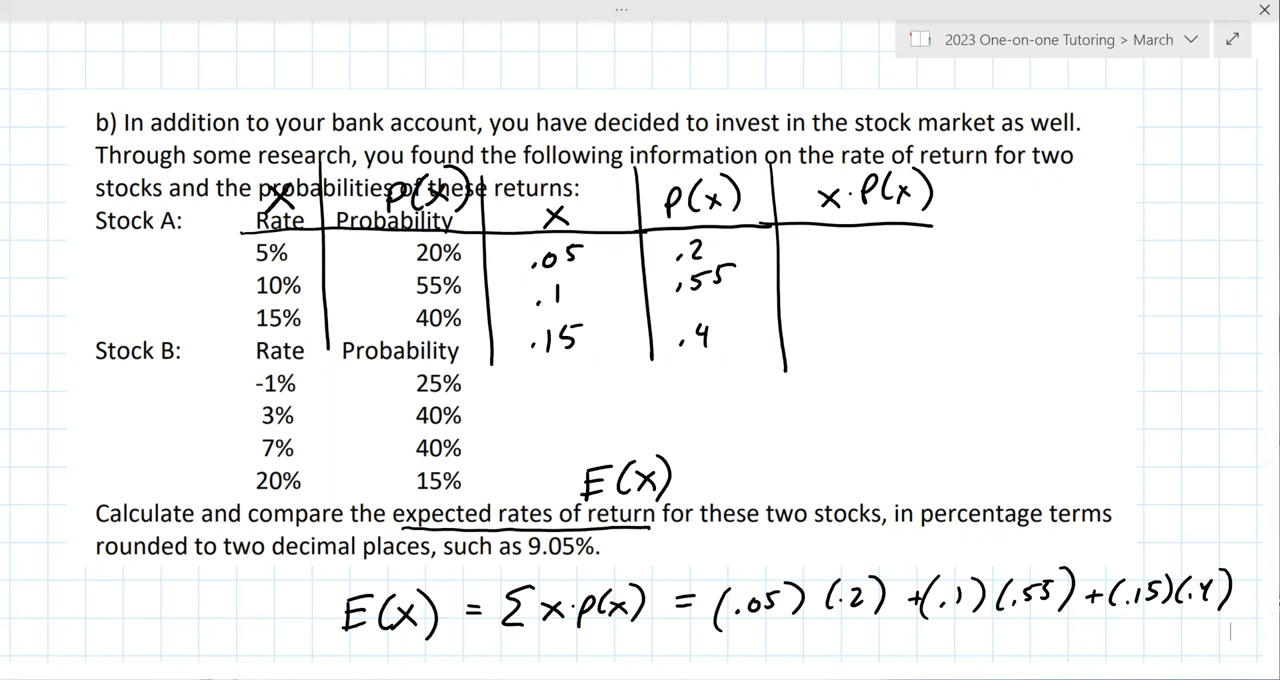 2023 One-on-one Tutoring > March
b) In addition to your bank account, you have decided to invest in the stock market as well.
Through some research, you found the following information on the rate of return for two
stocks and the probabilities of these returns:
x P(x) x P(x) x·P(x)
Stock A: Rate Probability
5% 20% .05 .2
10% 55% .1 .55
15% 40% .15 .4
Stock B: Rate Probability
-1% 25%
3% 40%
7% 40%
20% 15%
E(x)
Calculate and compare the expected rates of return for these two stocks, in percentage terms
rounded to two decimal places, such as 9.05%.
E(x) = Σ x·p(x) = (.05) (.2) + (.1) (.55) + (.15)(.4)